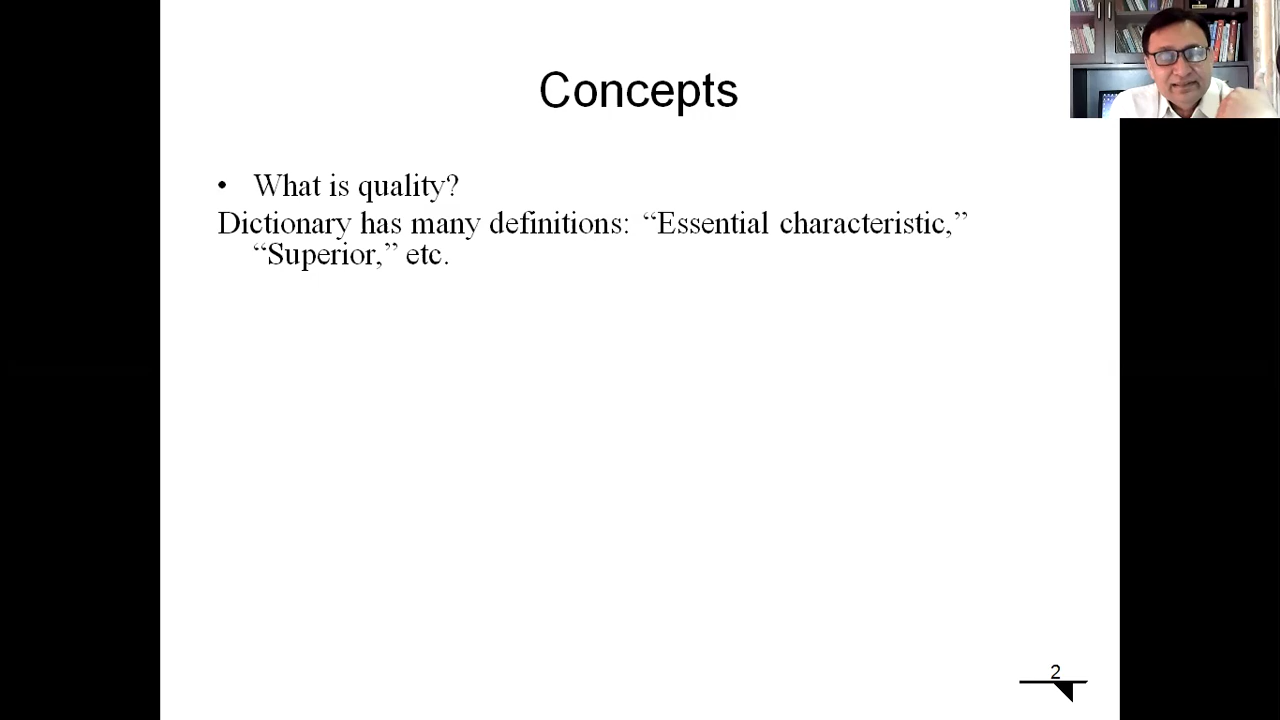 Concepts
• What is quality?
Dictionary has many definitions: “Essential characteristic,”
“Superior,” etc.
2